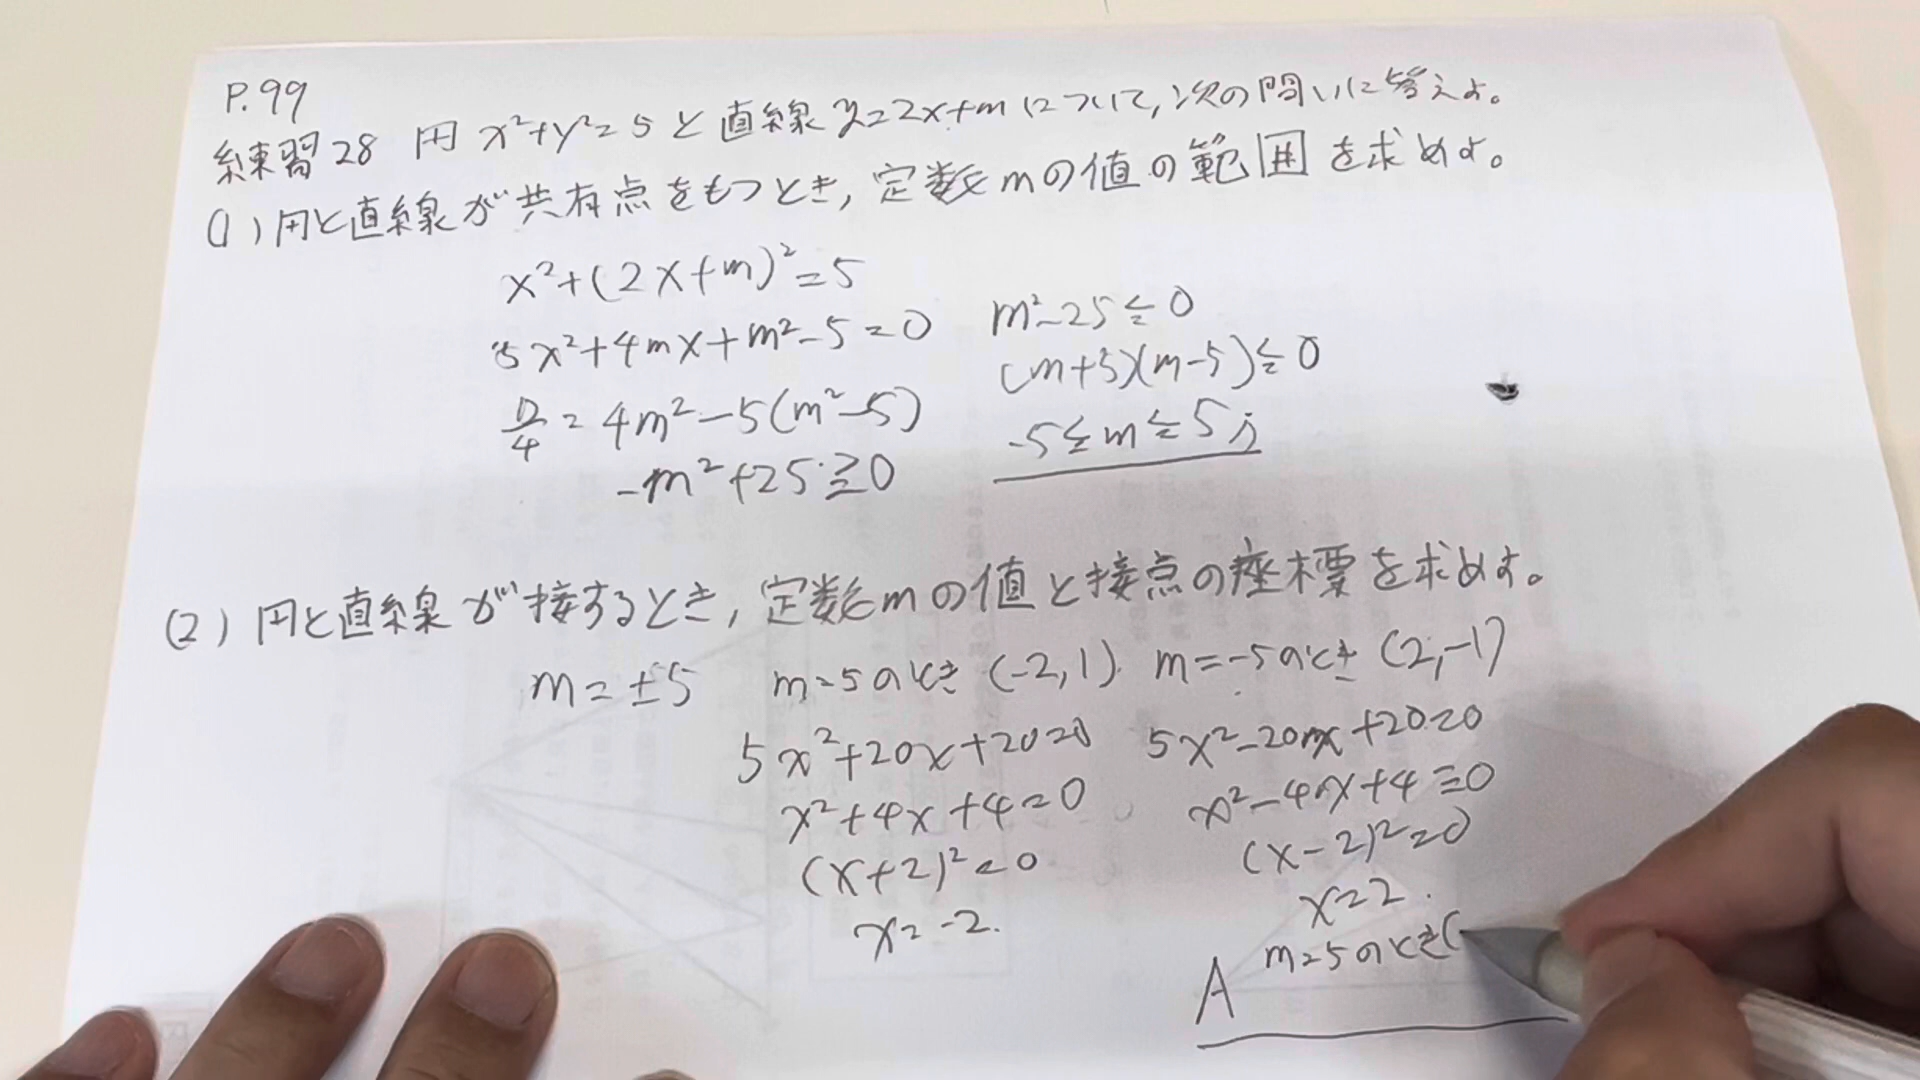 P.99
練習28 円 x²+y²=5 と直線 y=2x+m について,次の問いに答えよ。
(1) 円と直線が共有点をもつとき,定数mの値の範囲を求めよ。
x²+(2x+m)²=5
5x²+4mx+m²-5=0
D/4=4m²-5(m²-5)
-m²+25≧0
m²-25≦0
(m+5)(m-5)≦0
-5≦m≦5
(2) 円と直線が接するとき,定数mの値と接点の座標を求めよ。
m=±5 m=5のとき (-2,1) m=-5のとき (2,-1)
5x²+20x+20=0
x²+4x+4=0
(x+2)²=0
x=-2.
5x²-20mx+20=0
x²-4x+4=0
(x-2)²=0
x=2.
A m=5のとき(-